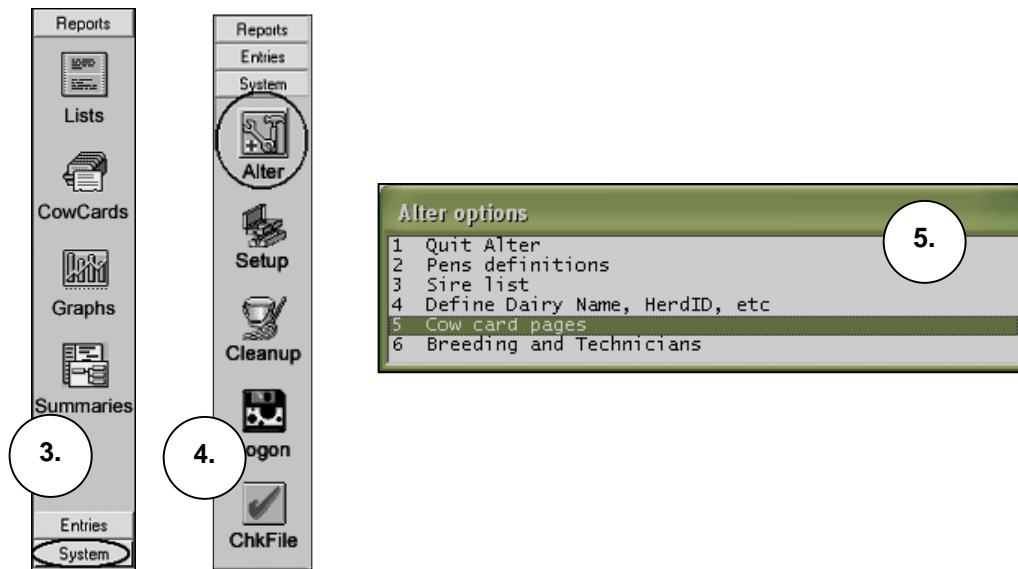 Reports
Lists
CowCards
Graphs
Summaries
3.
Entries
System
Reports
Entries
System
Alter
Setup
Cleanup
4.
ogon
ChkFile
Alter options
5.
1 Quit Alter
2 Pens definitions
3 Sire list
4 Define Dairy Name, HerdID, etc
5 Cow card pages
6 Breeding and Technicians